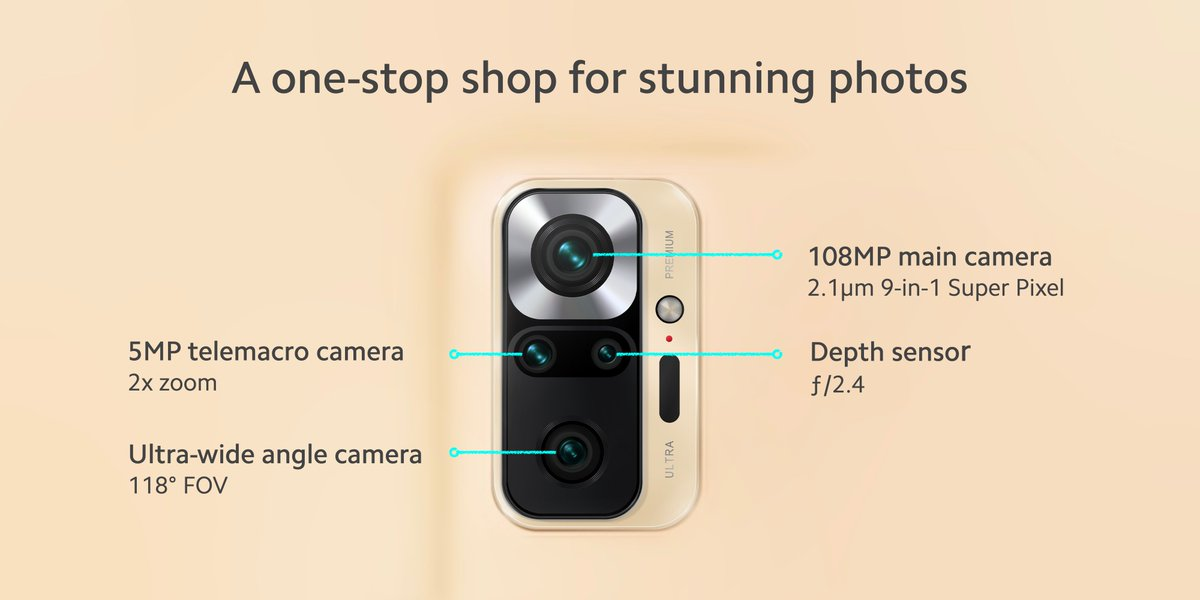 A one-stop shop for stunning photos
PREMIUM
108MP main camera
2.1µm 9-in-1 Super Pixel
5MP telemacro camera
2x zoom
Depth sensor
ƒ/2.4
Ultra-wide angle camera
118° FOV
ULTRA